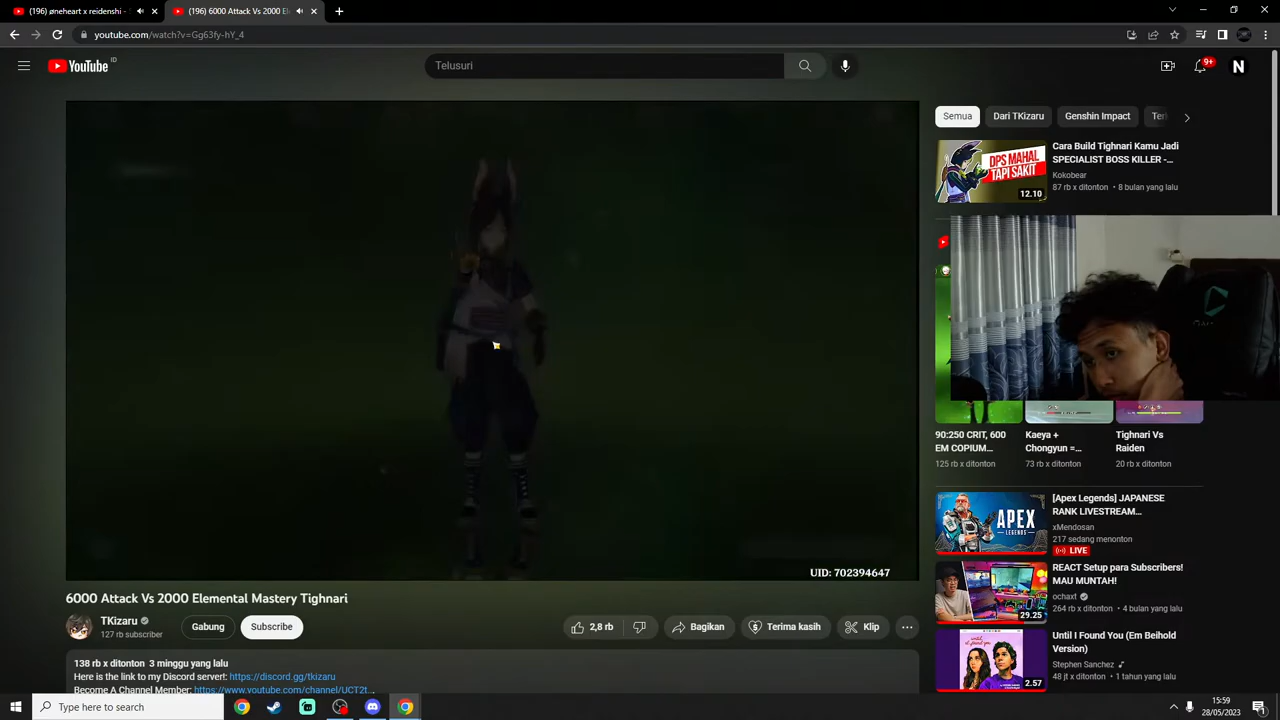 (196) øneheart x reidenshi -
(196) 6000 Attack Vs 2000 El
youtube.com/watch?v=Gg63fy-hY_4
YouTube ID
Telusuri
9+
N
Semua
Dari TKizaru
Genshin Impact
Ter
Cara Build Tighnari Kamu Jadi
SPECIALIST BOSS KILLER -...
Kokobear
87 rb x ditonton • 8 bulan yang lalu
DPS MAHAL
TAPI SAKIT
12.10
90:250 CRIT, 600
EM COPIUM...
125 rb x ditonton
Kaeya +
Chongyun =...
73 rb x ditonton
Tighnari Vs
Raiden
20 rb x ditonton
[Apex Legends] JAPANESE
RANK LIVESTREAM...
xMendosan
217 sedang menonton
LIVE
APEX
LEGENDS
REACT Setup para Subscribers!
MAU MUNTAH!
ochaxt
264 rb x ditonton • 4 bulan yang lalu
29.25
Until I Found You (Em Beihold
Version)
Stephen Sanchez
48 jt x ditonton • 1 tahun yang lalu
2.57
UID: 702394647
6000 Attack Vs 2000 Elemental Mastery Tighnari
TKizaru
127 rb subscriber
Gabung
Subscribe
2,8 rb
Bagikan
Terima kasih
Klip
138 rb x ditonton 3 minggu yang lalu
Here is the link to my Discord server!: https://discord.gg/tkizaru
Become A Channel Member: https://www.youtube.com/channel/UCT2t...
Type here to search
15:59
28/05/2023